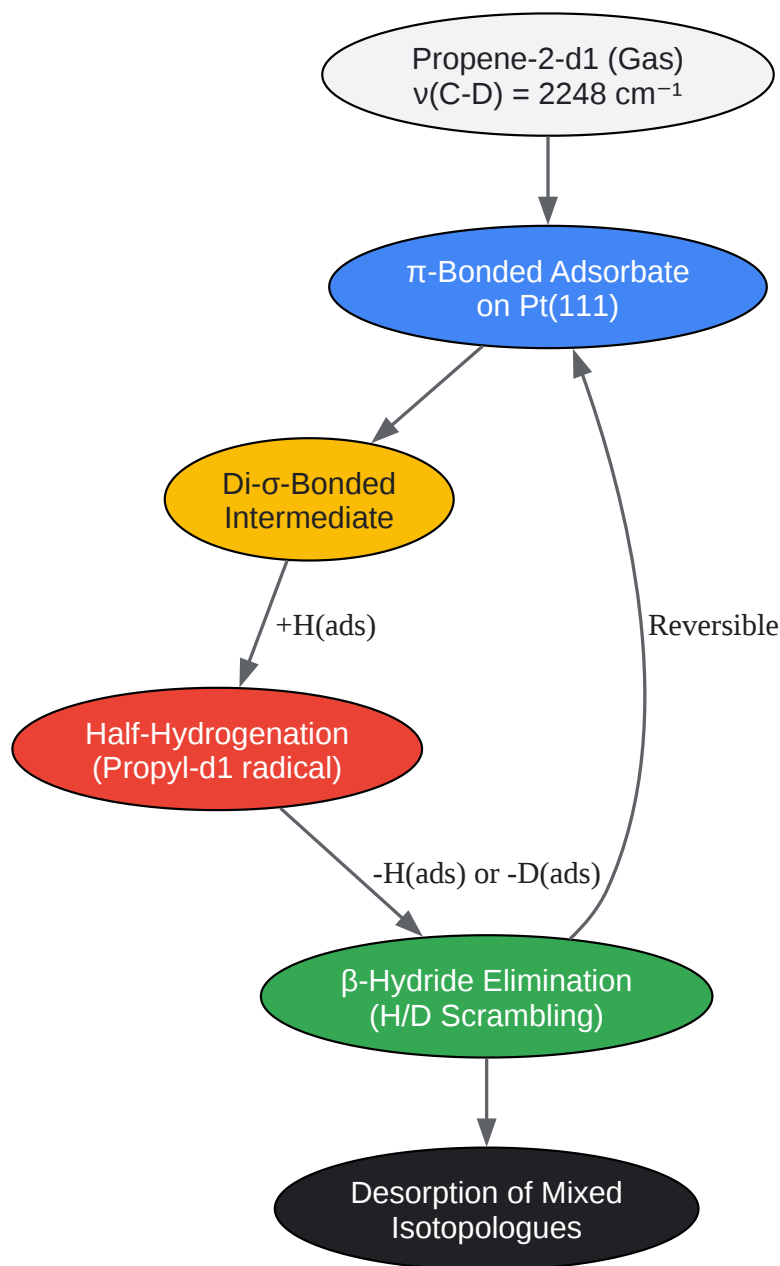 Propene-2-d1 (Gas)
ν(C-D) = 2248 cm⁻¹
π-Bonded Adsorbate
on Pt(111)
Di-σ-Bonded
Intermediate
+H(ads)
Reversible
Half-Hydrogenation
(Propyl-d1 radical)
-H(ads) or -D(ads)
β-Hydride Elimination
(H/D Scrambling)
Desorption of Mixed
Isotopologues